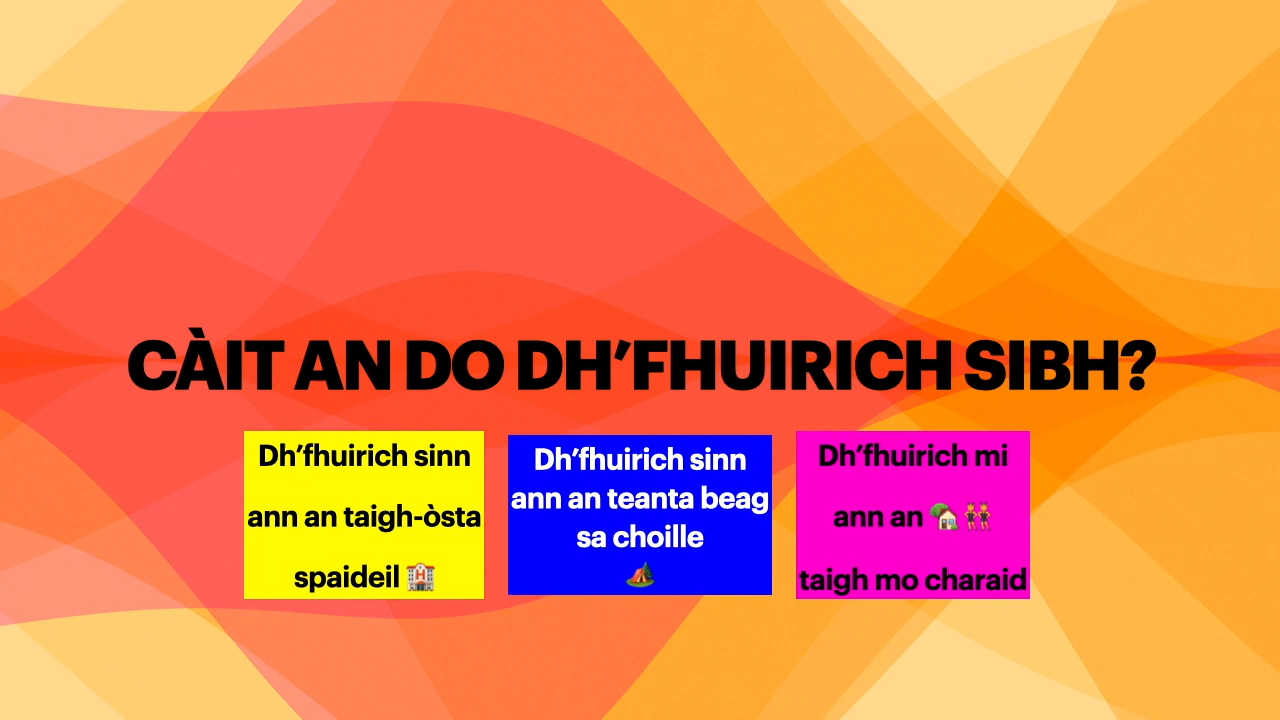 CÀIT AN DO DH’FHUIRICH SIBH?
Dh’fhuirich sinn
ann an taigh-òsta
spaideil 🏨
Dh’fhuirich sinn
ann an teanta beag
sa choille
🏕️
Dh’fhuirich mi
ann an 🏡👯
taigh mo charaid